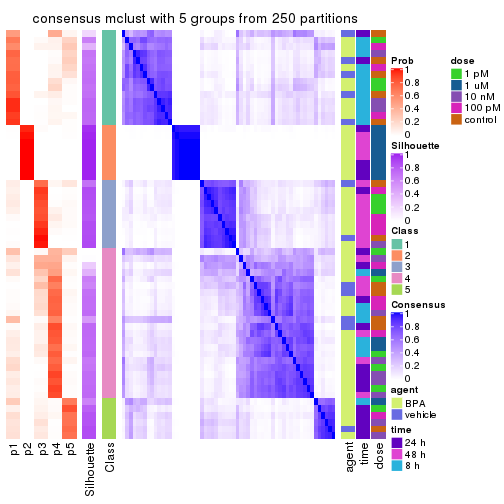 consensus mclust with 5 groups from 250 partitions
Prob
1
0.8
0.6
0.4
0.2
0
dose
1 pM
1 uM
10 nM
100 pM
control
Silhouette
1
0.8
0.6
0.4
0.2
0
Class
1
2
3
4
5
Consensus
1
0.8
0.6
0.4
0.2
0
agent
BPA
vehicle
time
24 h
48 h
8 h
p1
p2
p3
p4
p5
Silhouette
Class
agent
time
dose